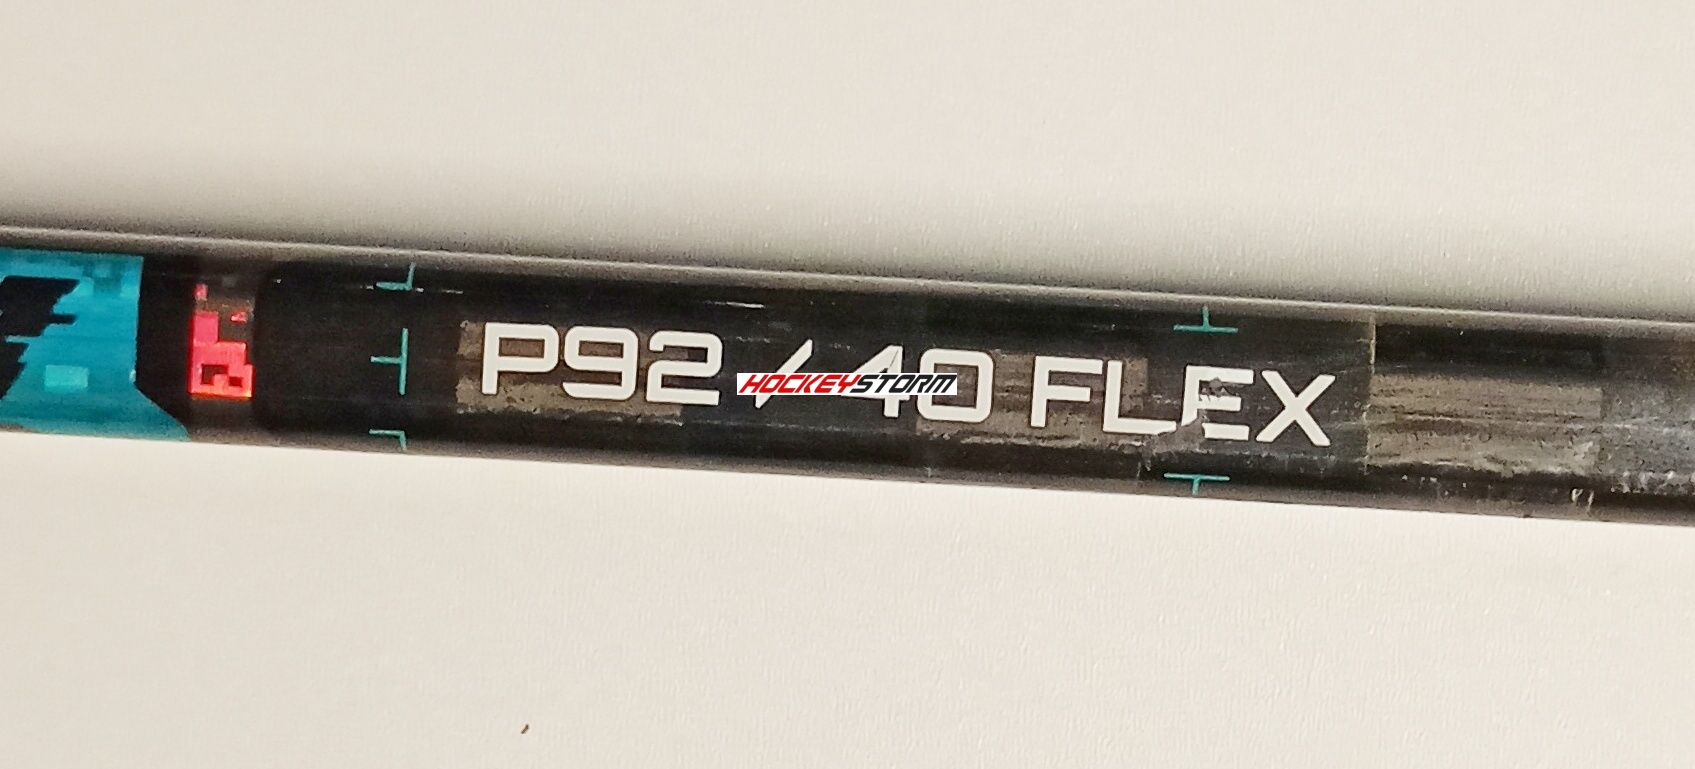 P92 / 40 FLEX
HOCKEYSTORM